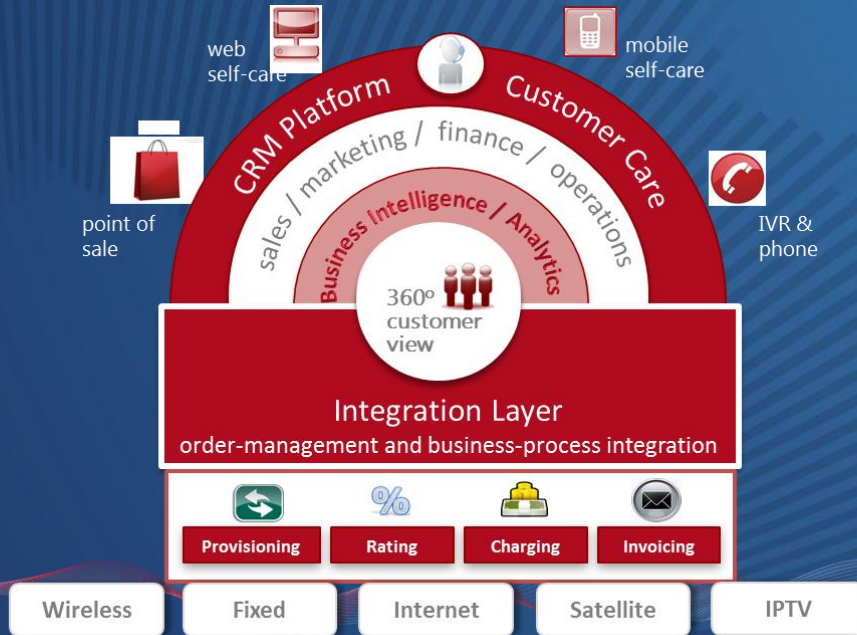 web
self-care
mobile
self-care
CRM Platform
Customer Care
sales / marketing / finance / operations
Business Intelligence / Analytics
point of
sale
IVR &
phone
360º
customer
view
Integration Layer
order-management and business-process integration
%
Provisioning
Rating
Charging
Invoicing
Wireless
Fixed
Internet
Satellite
IPTV